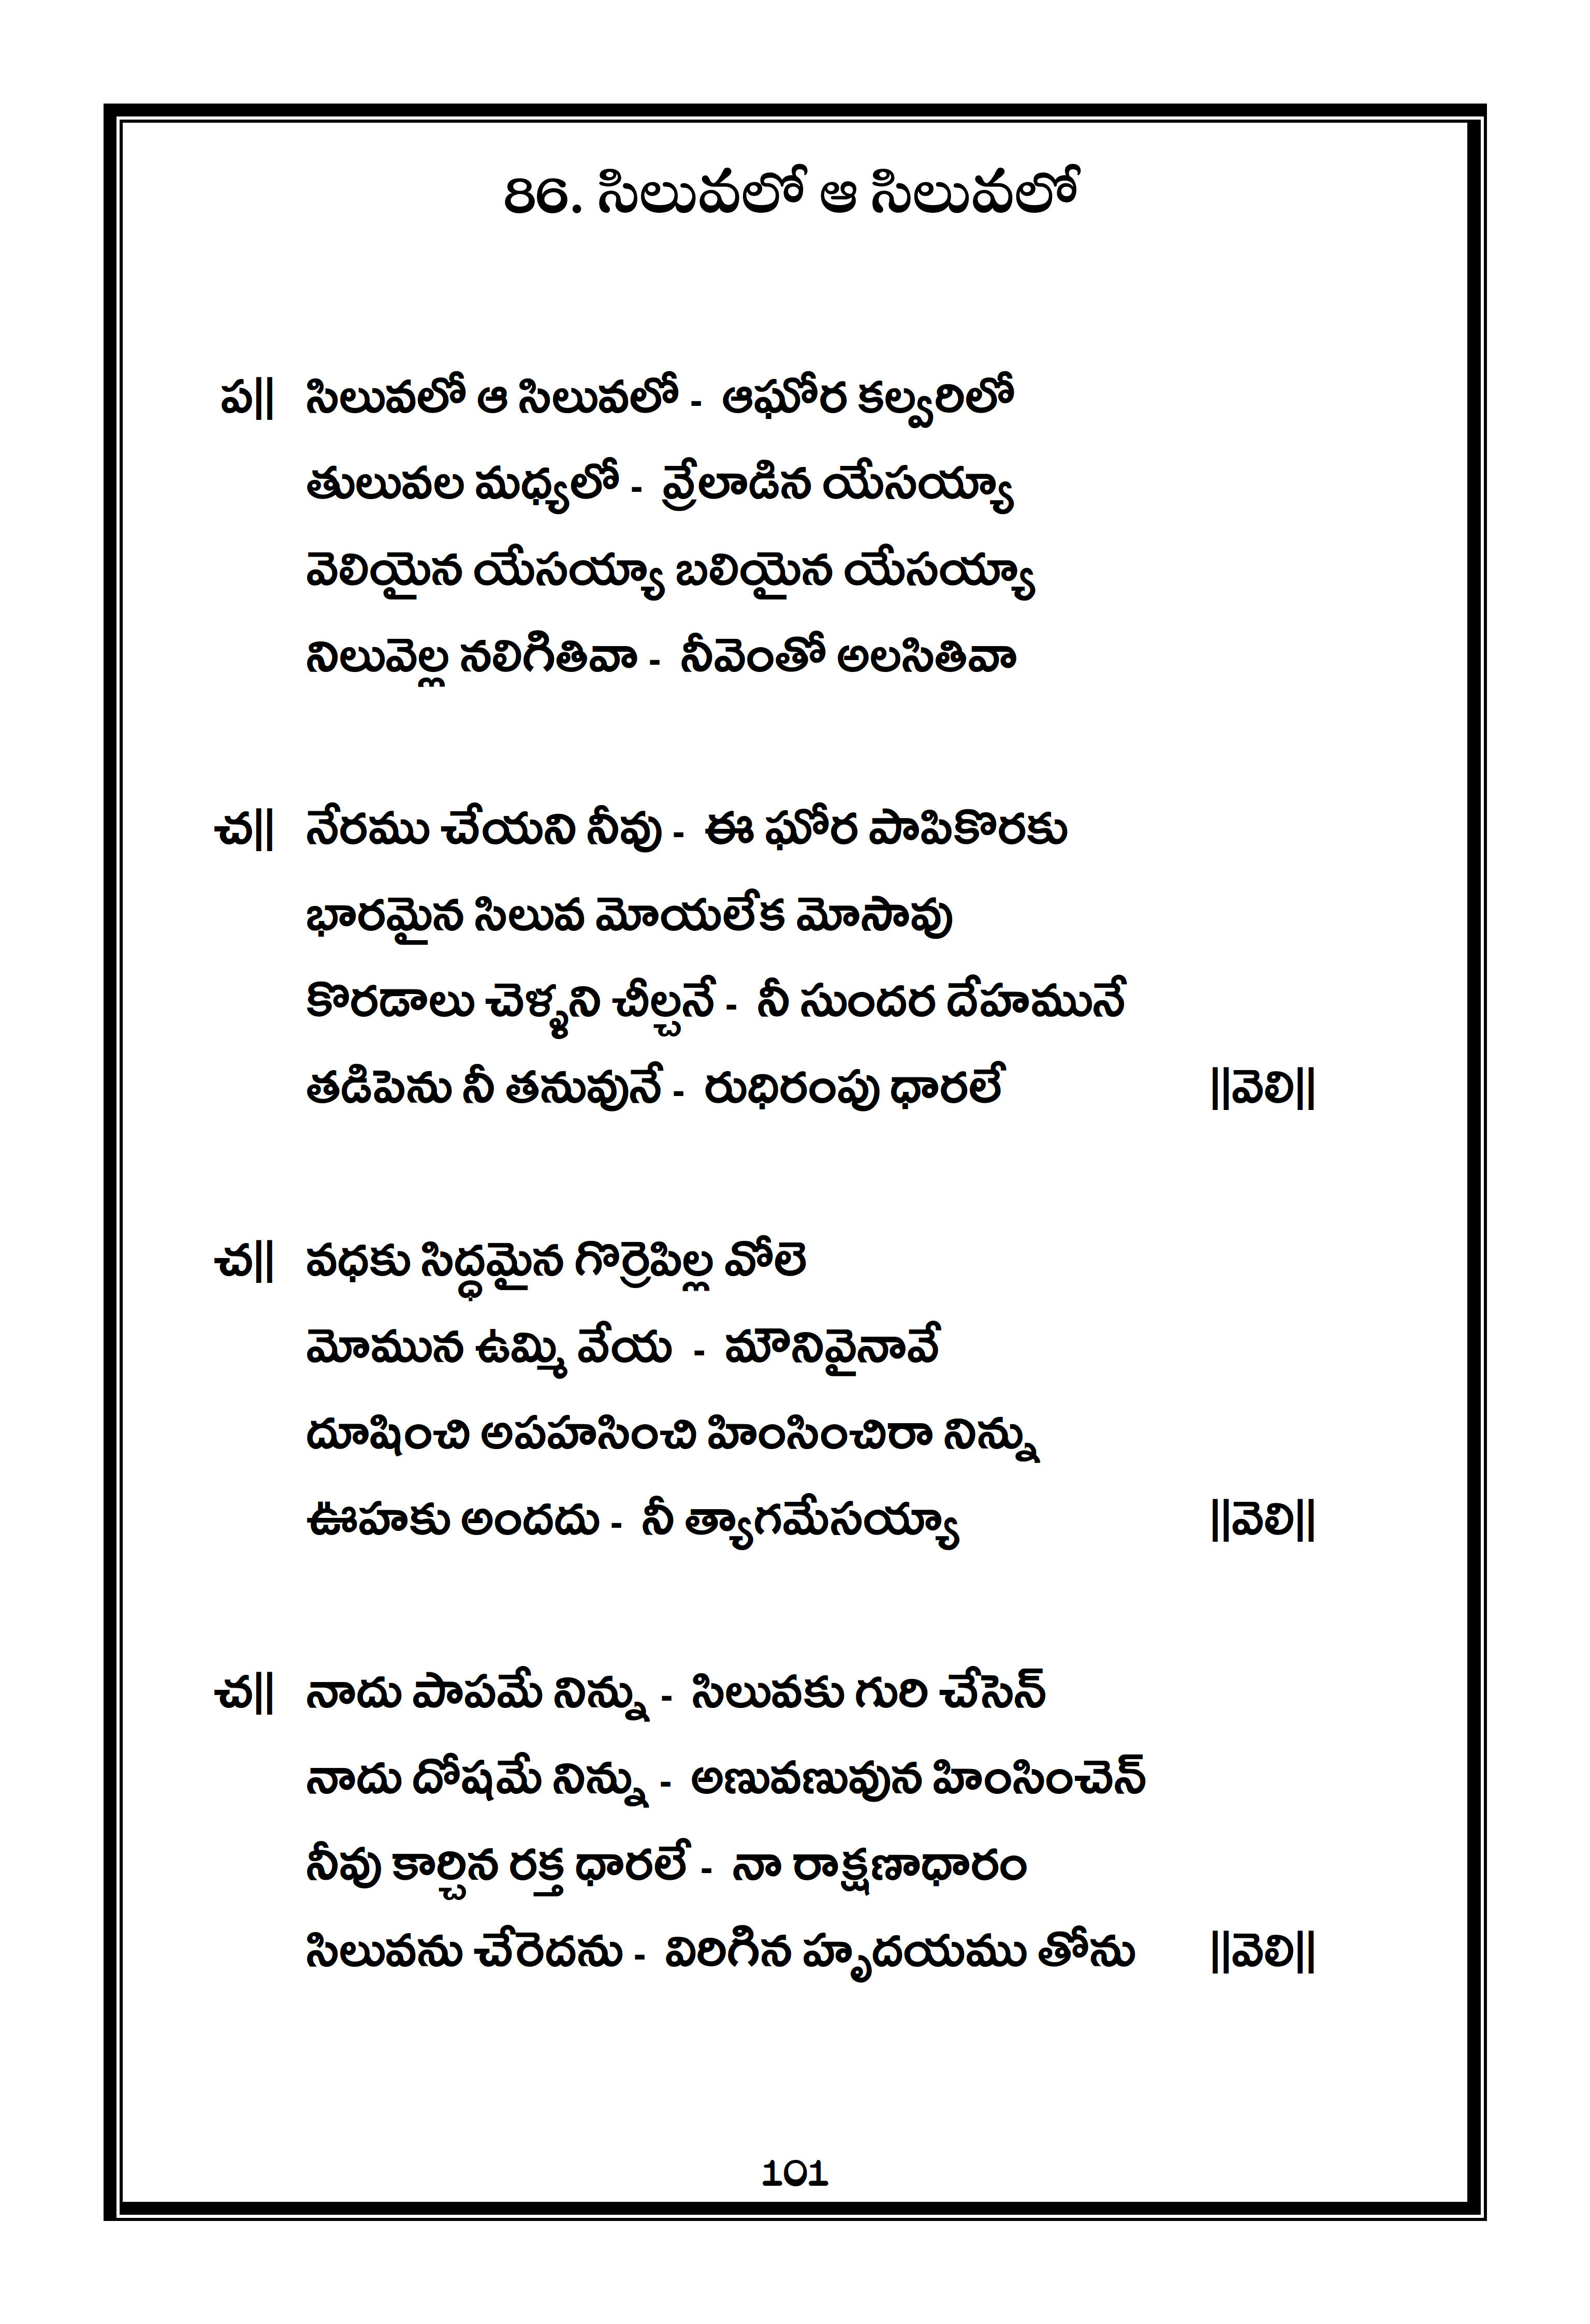 86. సిలువలో ఆ సిలువలో
ప|| సిలువలో ఆ సిలువలో - ఆఘోర కల్వరిలో
తులువల మధ్యలో - వ్రేలాడిన యేసయ్యా
వెలియైన యేసయ్యా బలియైన యేసయ్యా
నిలువెల్ల నలిగితివా - నీవెంతో అలసితివా
చ|| నేరము చేయని నీవు - ఈ ఘోర పాపికొరకు
భారమైన సిలువ మోయలేక మోసావు
కొరడాలు చెళ్ళని చీల్చనే - నీ సుందర దేహమునే
తడిపెను నీ తనువునే - రుధిరంపు ధారలే ||వెలి||
చ|| వధకు సిద్ధమైన గొర్రెపిల్ల వోలె
మోమున ఉమ్మి వేయ - మౌనివైనావే
దూషించి అపహసించి హింసించిరా నిన్ను
ఊహకు అందదు - నీ త్యాగమేసయ్యా ||వెలి||
చ|| నాదు పాపమే నిన్ను - సిలువకు గురి చేసెన్
నాదు దోషమే నిన్ను - అణువణువున హింసించెన్
నీవు కార్చిన రక్త ధారలే - నా రాక్షణాధారం
సిలువను చేరెదను - విరిగిన హృదయము తోను ||వెలి||
101